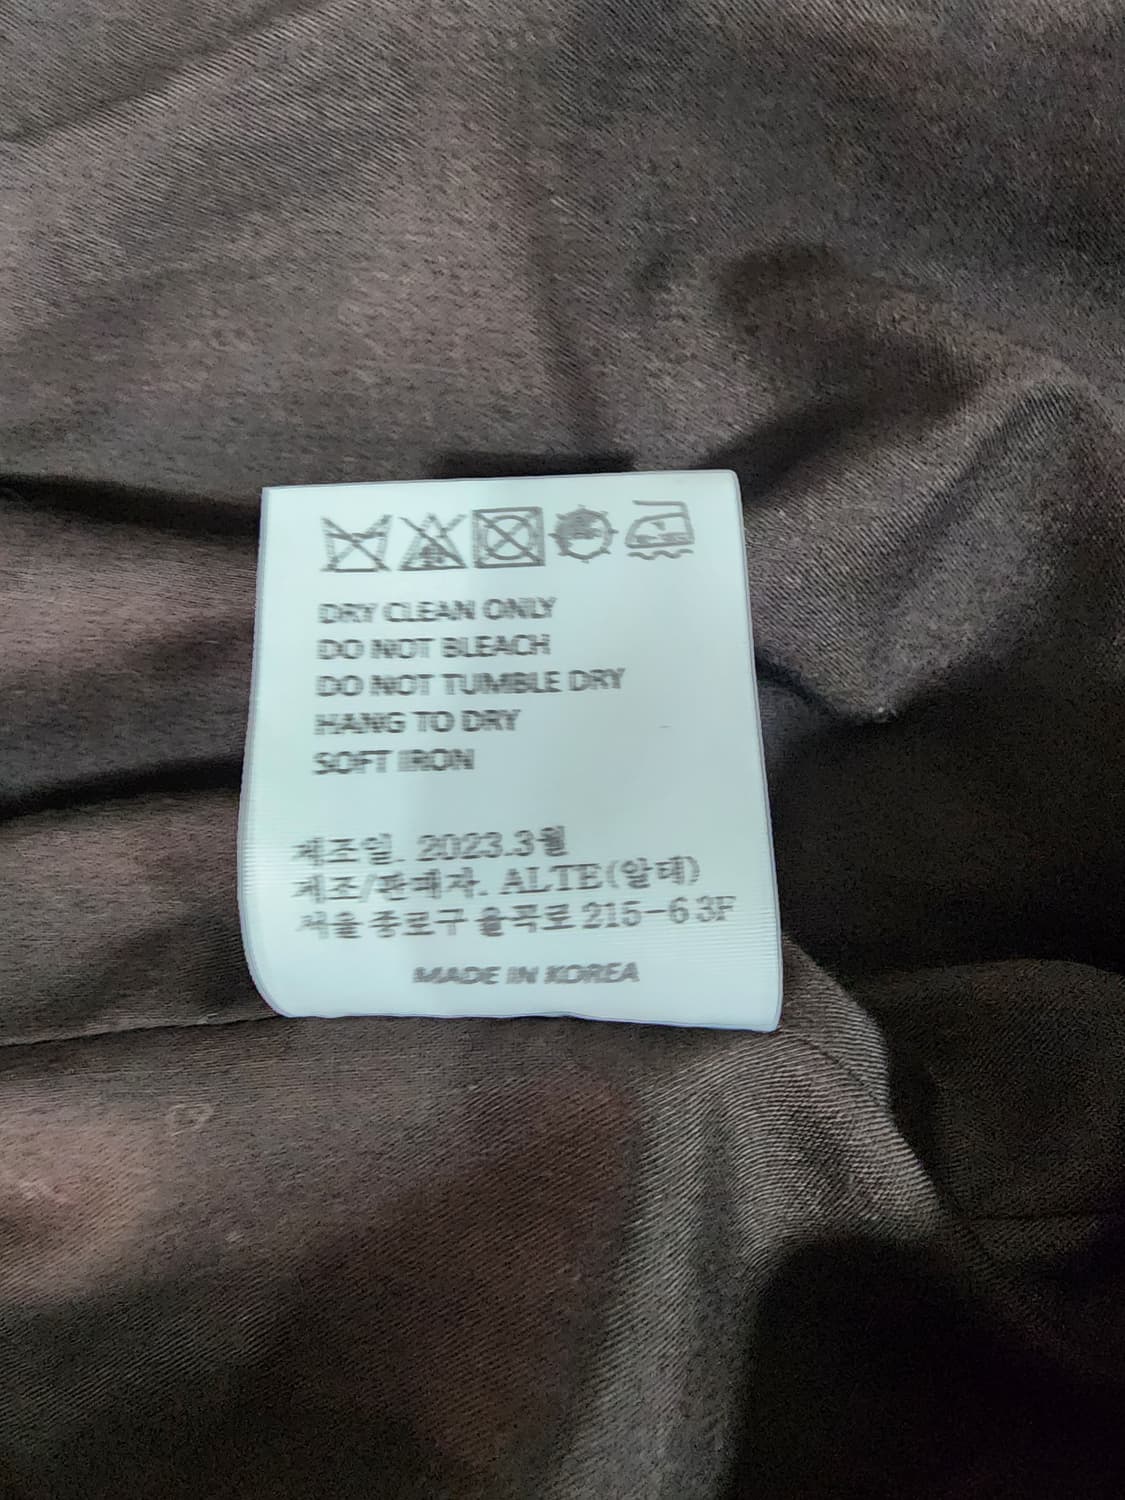 DRY CLEAN ONLY
DO NOT BLEACH
DO NOT TUMBLE DRY
HANG TO DRY
SOFT IRON
제조일. 2023.3월
제조/판매자. ALTE(알테)
서울 종로구 율곡로 215-6 3F
MADE IN KOREA